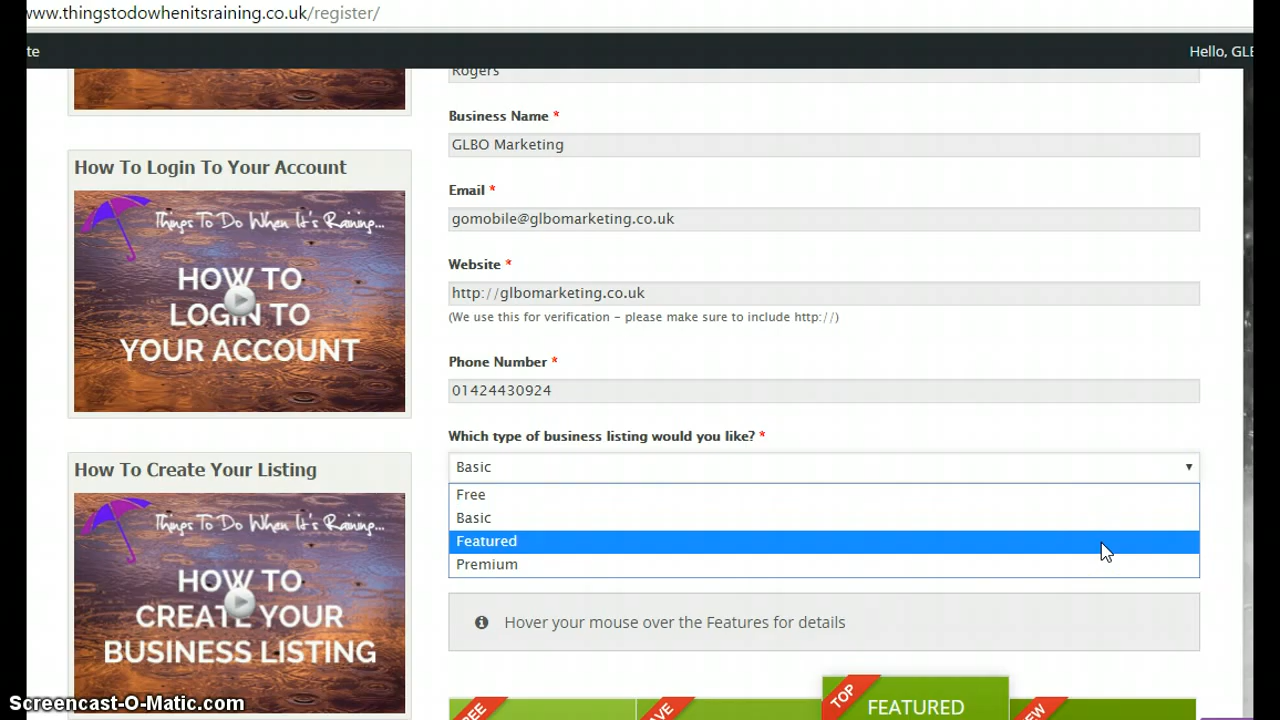 www.thingstodowhenitsraining.co.uk/register/
te
Hello, GLB
Rogers
Business Name *
GLBO Marketing
How To Login To Your Account
Things To Do When It's Raining...
HOW TO
LOGIN TO
YOUR ACCOUNT
Email *
gomobile@glbomarketing.co.uk
Website *
http://glbomarketing.co.uk
(We use this for verification - please make sure to include http://)
Phone Number *
01424430924
Which type of business listing would you like? *
Basic
Free
Basic
Featured
Premium
How To Create Your Listing
Things To Do When It's Raining...
HOW TO
CREATE YOUR
BUSINESS LISTING
Hover your mouse over the Features for details
TOP
FEATURED
Screencast-O-Matic.com